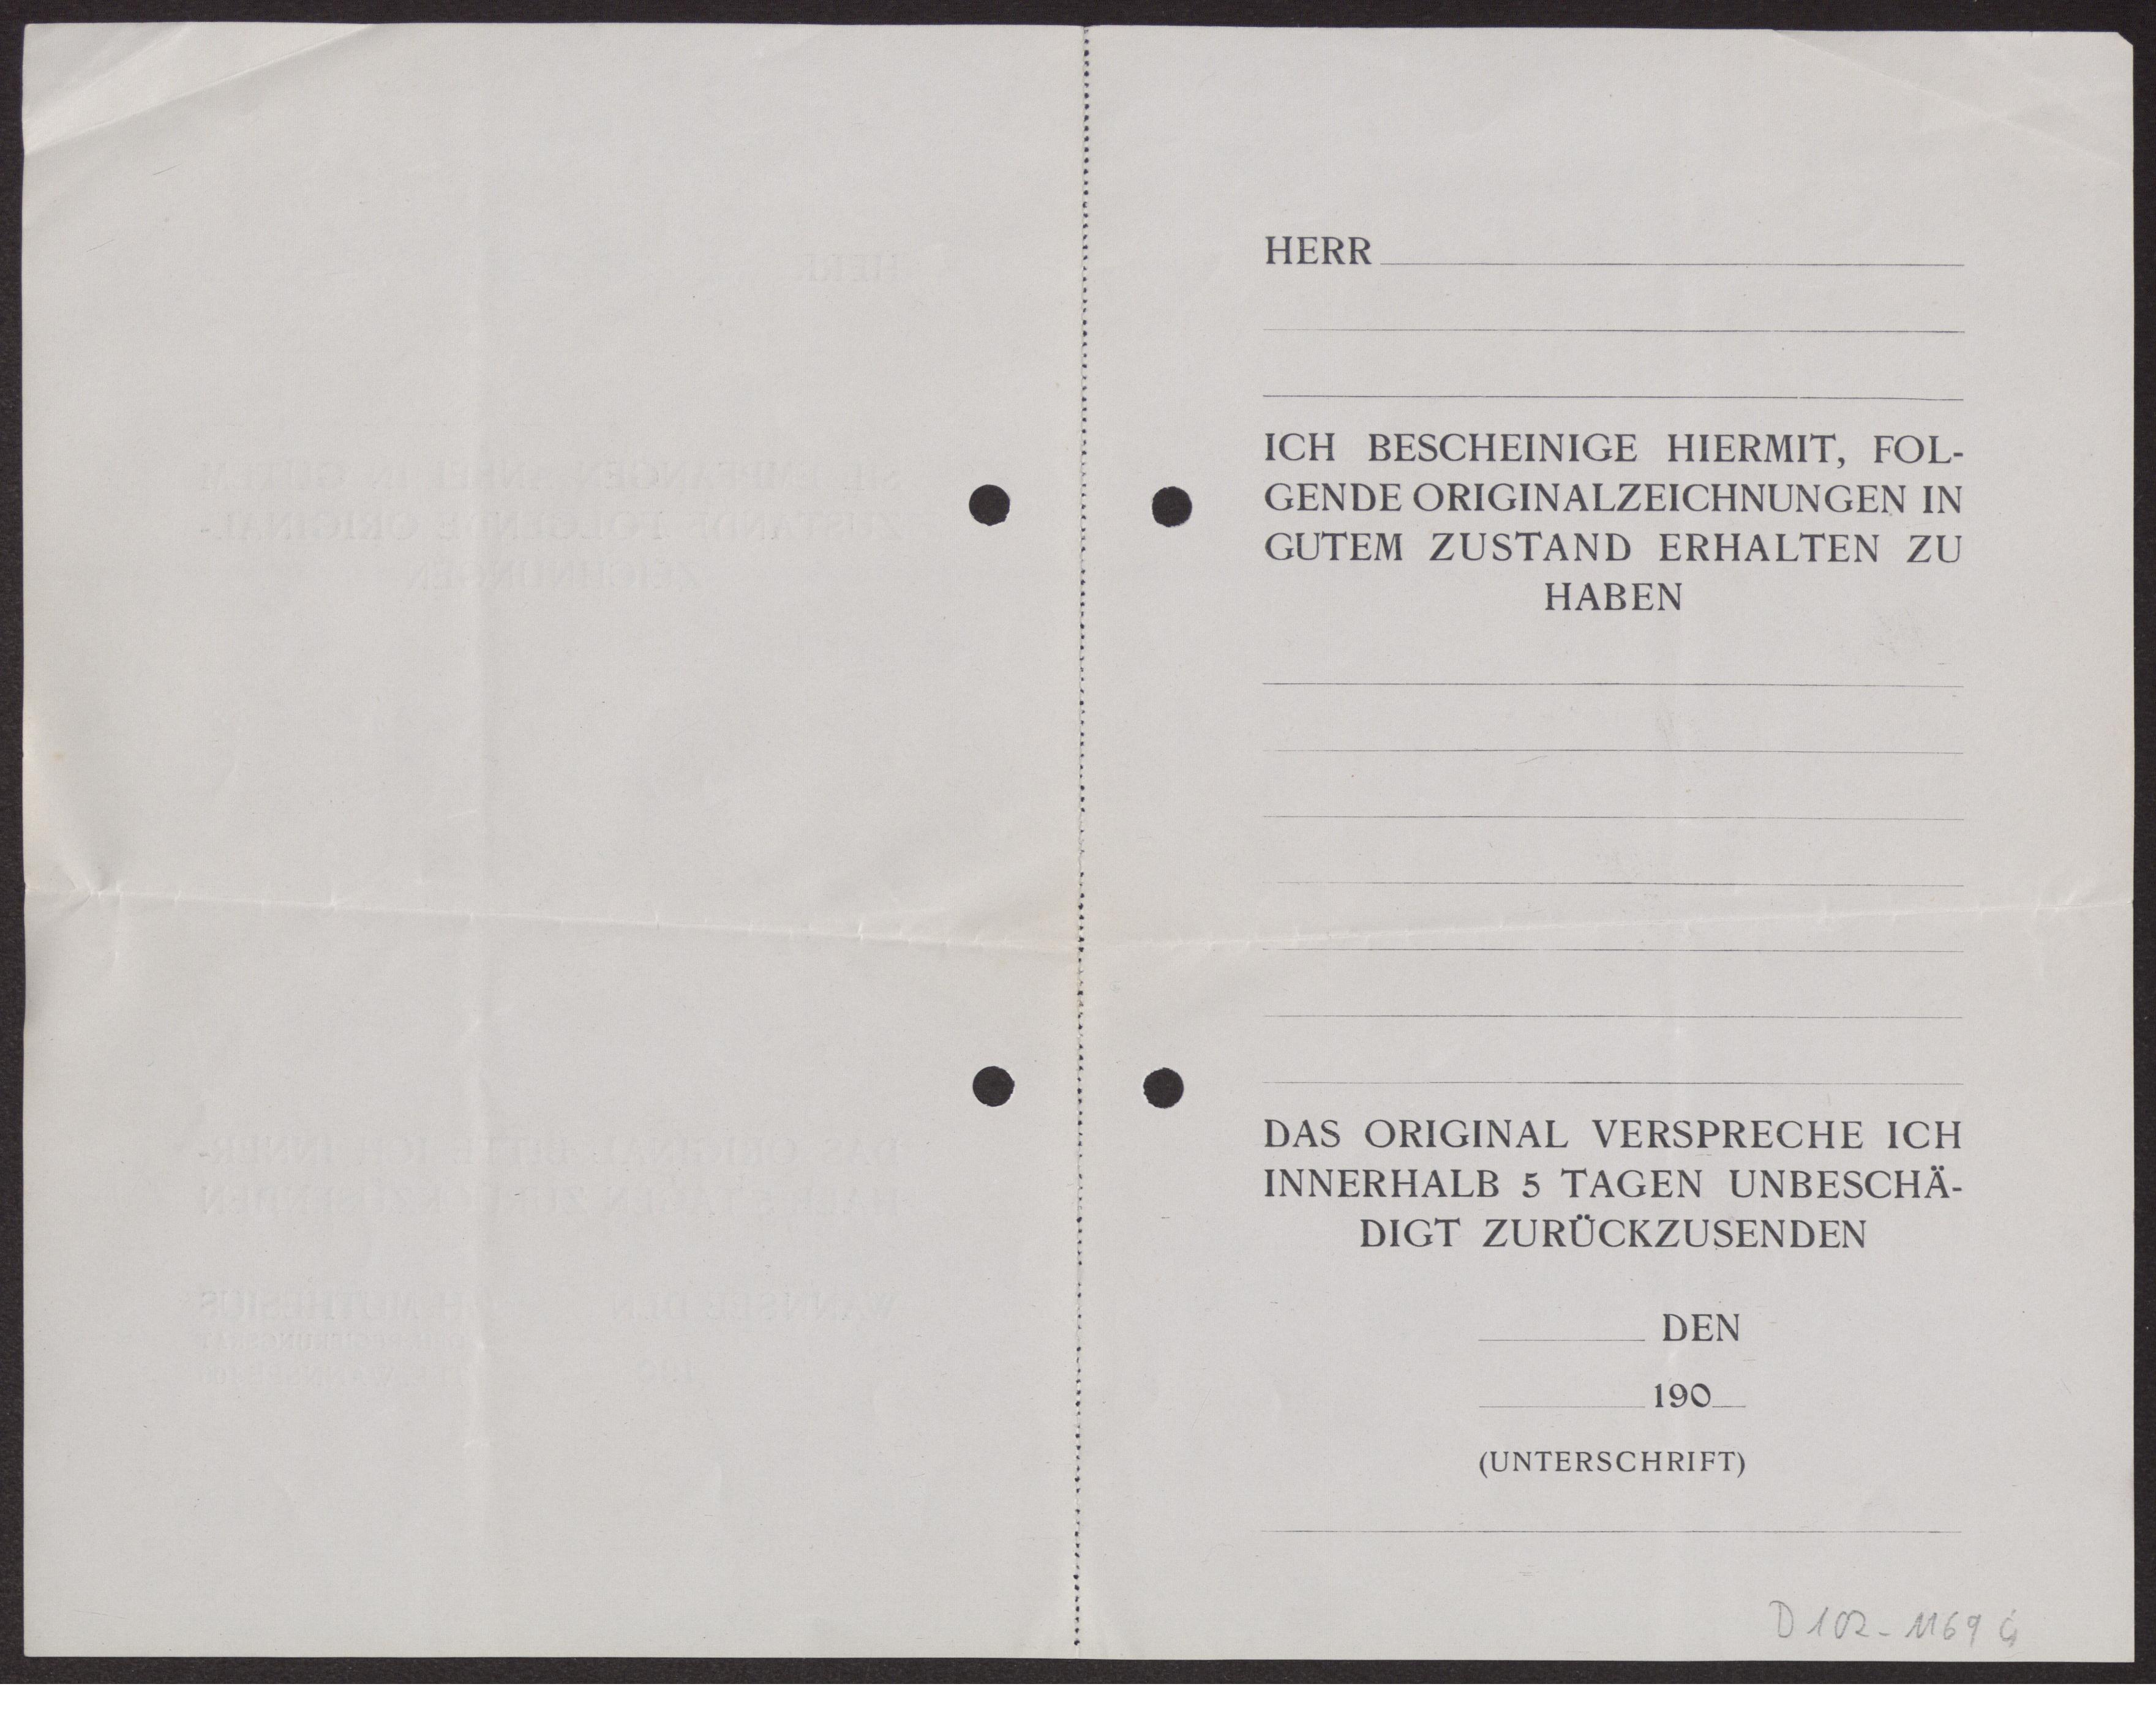 HERR
ICH BESCHEINIGE HIERMIT, FOL-
GENDE ORIGINALZEICHNUNGEN IN
GUTEM ZUSTAND ERHALTEN ZU
HABEN
DAS ORIGINAL VERSPRECHE ICH
INNERHALB 5 TAGEN UNBESCHÄ-
DIGT ZURÜCKZUSENDEN
DEN
190
(UNTERSCHRIFT)
D 102-1169